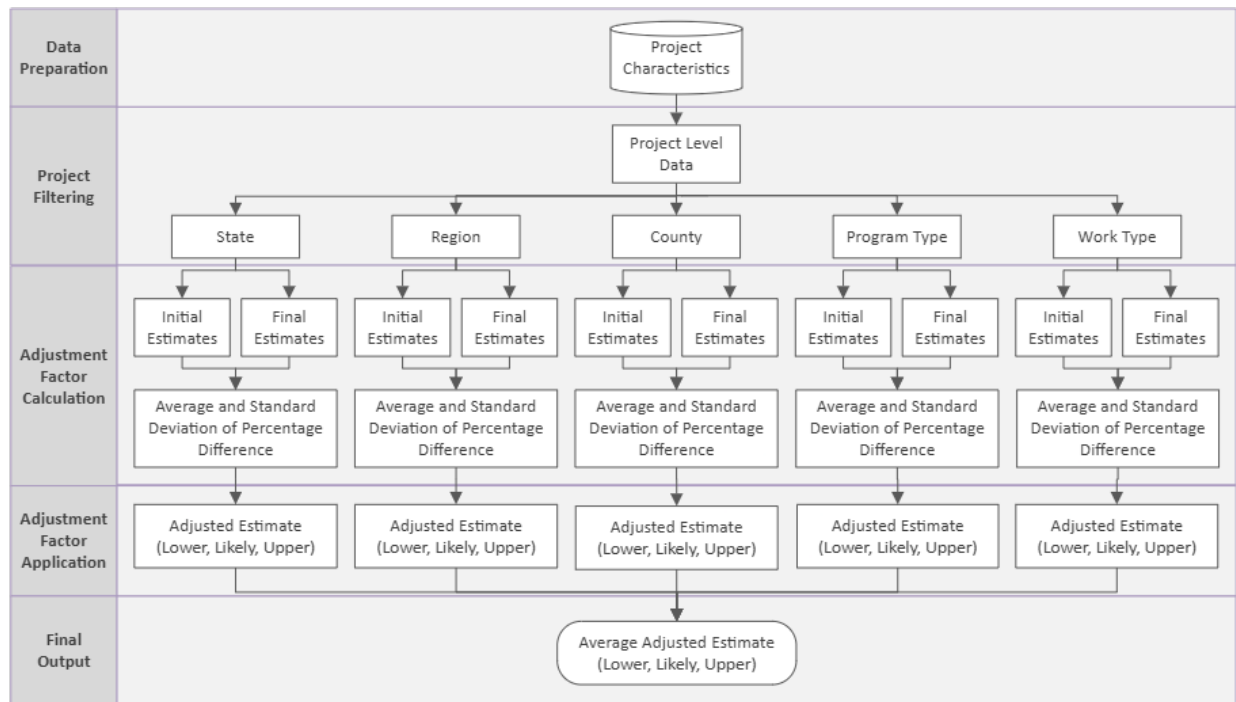 Data
Preparation
Project
Characteristics
Project
Filtering
Project Level
Data
State
Region
County
Program Type
Work Type
Adjustment
Factor
Calculation
Initial
Estimates
Final
Estimates
Initial
Estimates
Final
Estimates
Initial
Estimates
Final
Estimates
Initial
Estimates
Final
Estimates
Initial
Estimates
Final
Estimates
Average and Standard
Deviation of Percentage
Difference
Average and Standard
Deviation of Percentage
Difference
Average and Standard
Deviation of Percentage
Difference
Average and Standard
Deviation of Percentage
Difference
Average and Standard
Deviation of Percentage
Difference
Adjustment
Factor
Application
Adjusted Estimate
(Lower, Likely, Upper)
Adjusted Estimate
(Lower, Likely, Upper)
Adjusted Estimate
(Lower, Likely, Upper)
Adjusted Estimate
(Lower, Likely, Upper)
Adjusted Estimate
(Lower, Likely, Upper)
Final
Output
Average Adjusted Estimate
(Lower, Likely, Upper)